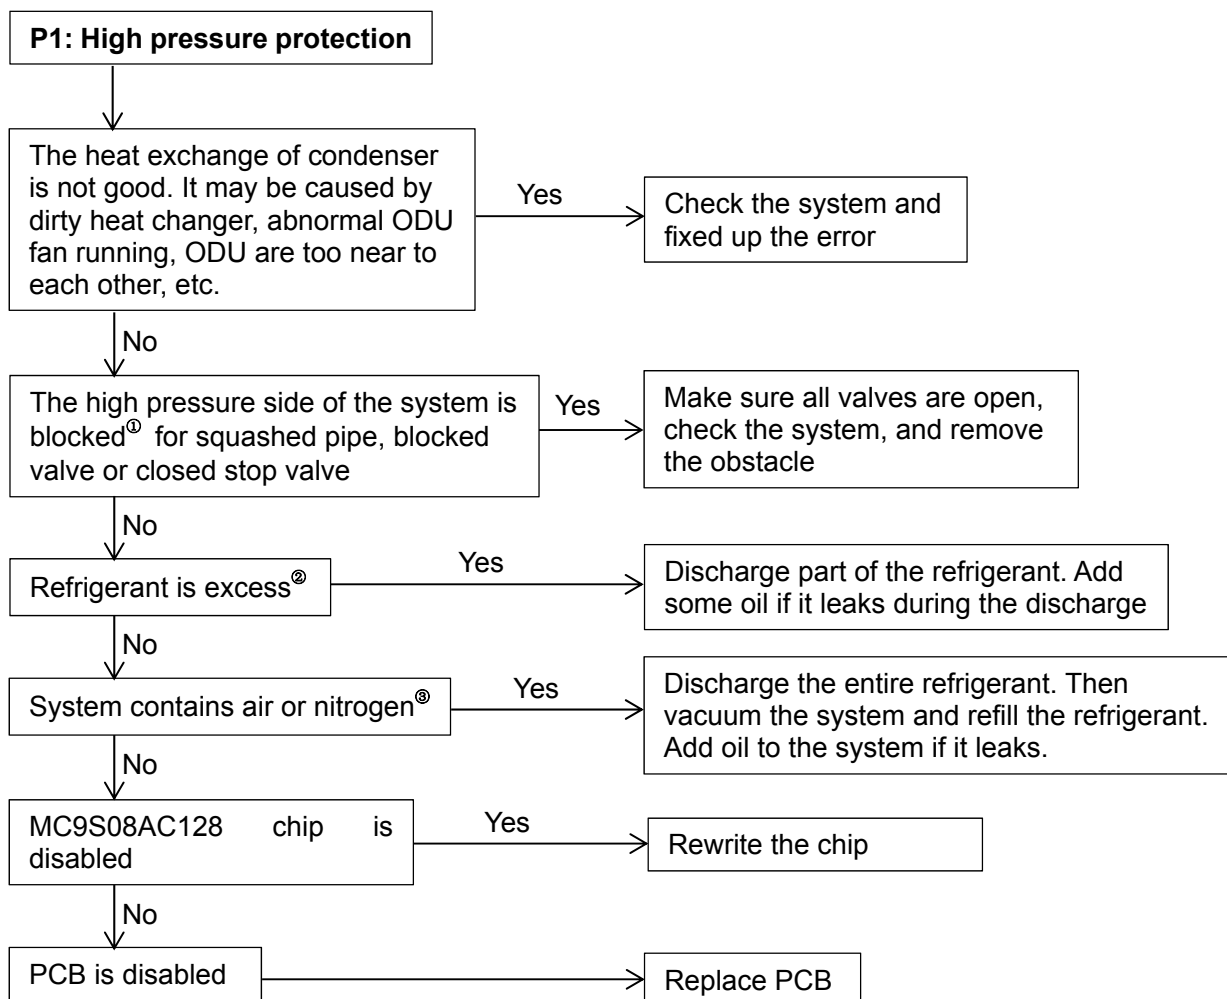 P1: High pressure protection
The heat exchange of condenser
is not good. It may be caused by
dirty heat changer, abnormal ODU
fan running, ODU are too near to
each other, etc.
Yes
Check the system and
fixed up the error
No
The high pressure side of the system is
blocked① for squashed pipe, blocked
valve or closed stop valve
Yes
Make sure all valves are open,
check the system, and remove
the obstacle
No
Refrigerant is excess②
Yes
Discharge part of the refrigerant. Add
some oil if it leaks during the discharge
No
System contains air or nitrogen③
Yes
Discharge the entire refrigerant. Then
vacuum the system and refill the refrigerant.
Add oil to the system if it leaks.
No
MC9S08AC128 chip is
disabled
Yes
Rewrite the chip
No
PCB is disabled
Replace PCB